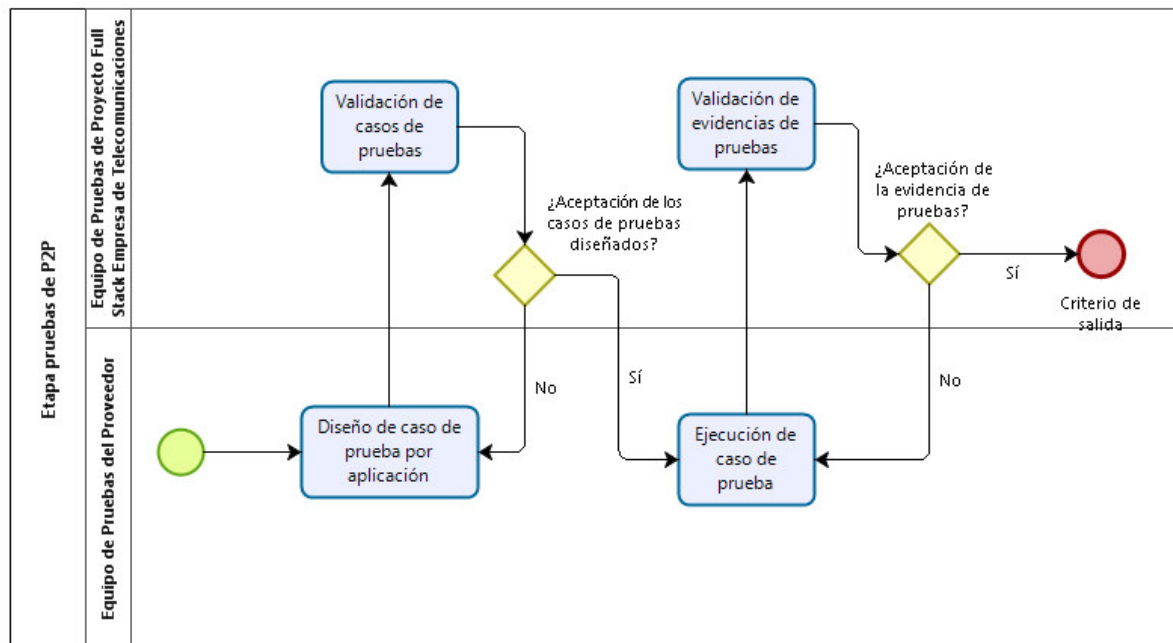 Etapa pruebas de P2P
Equipo de Pruebas de Proyecto Full
Stack Empresa de Telecomunicaciones
Validación de
casos de
pruebas
¿Aceptación de los
casos de pruebas
diseñados?
Validación de
evidencias de
pruebas
¿Aceptación de
la evidencia de
pruebas?
Sí
Criterio de
salida
Equipo de Pruebas del Proveedor
Diseño de caso de
prueba por
aplicación
No
Sí
Ejecución de
caso de
prueba
No